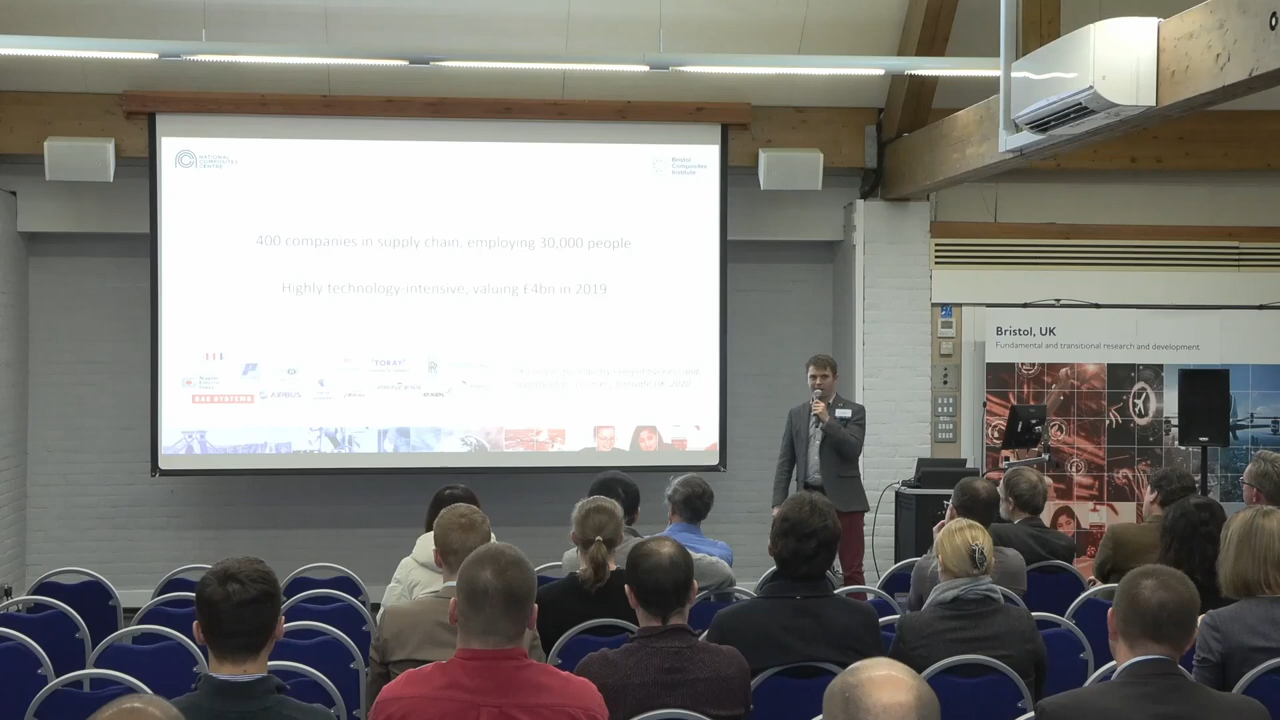 NATIONAL
COMPOSITES
CENTRE
Bristol
Composites
Institute
400 companies in supply chain, employing 30,000 people
Highly technology-intensive, valuing £4bn in 2019
TORAY
AIRBUS
BAE SYSTEMS
Bristol, UK
Fundamental and transitional research and development